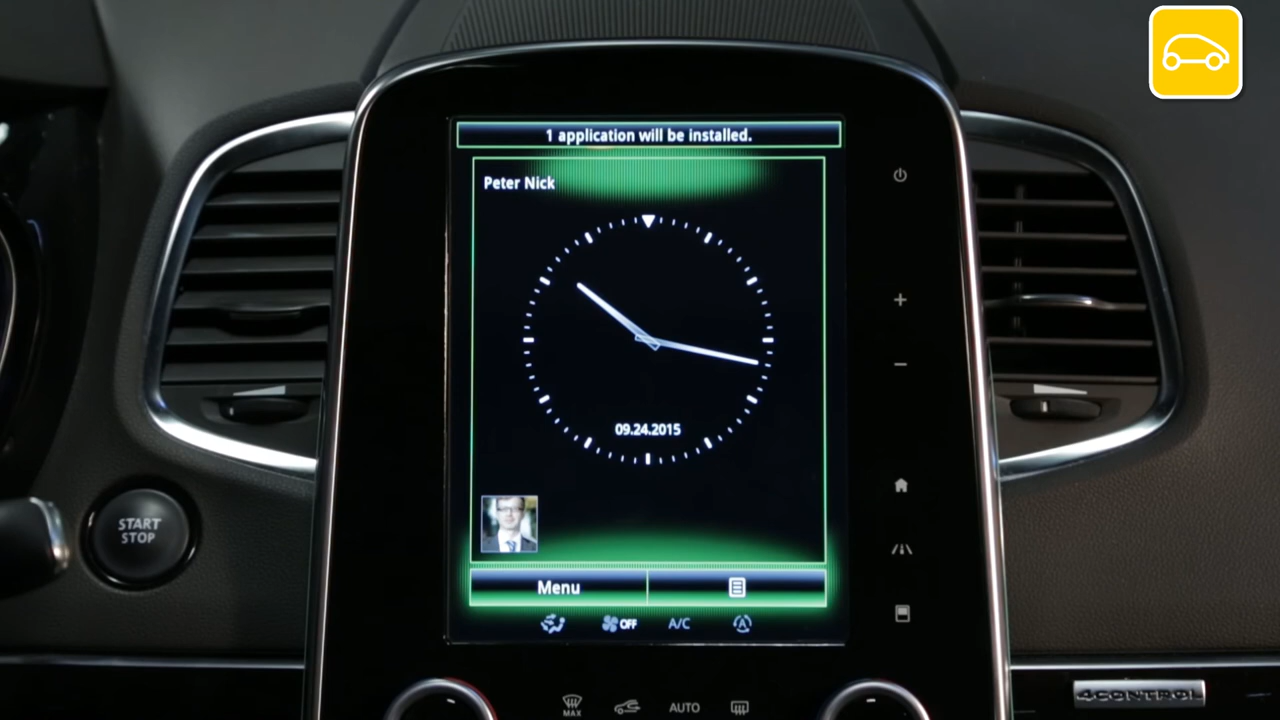 1 application will be installed.
Peter Nick
09.24.2015
START
STOP
Menu
OFF
A/C
A
MAX
AUTO
4CONTROL